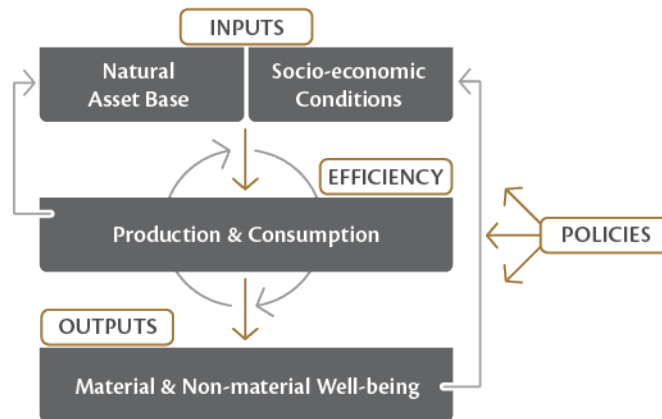 INPUTS
Natural
Asset Base
Socio-economic
Conditions
EFFICIENCY
Production & Consumption
POLICIES
OUTPUTS
Material & Non-material Well-being